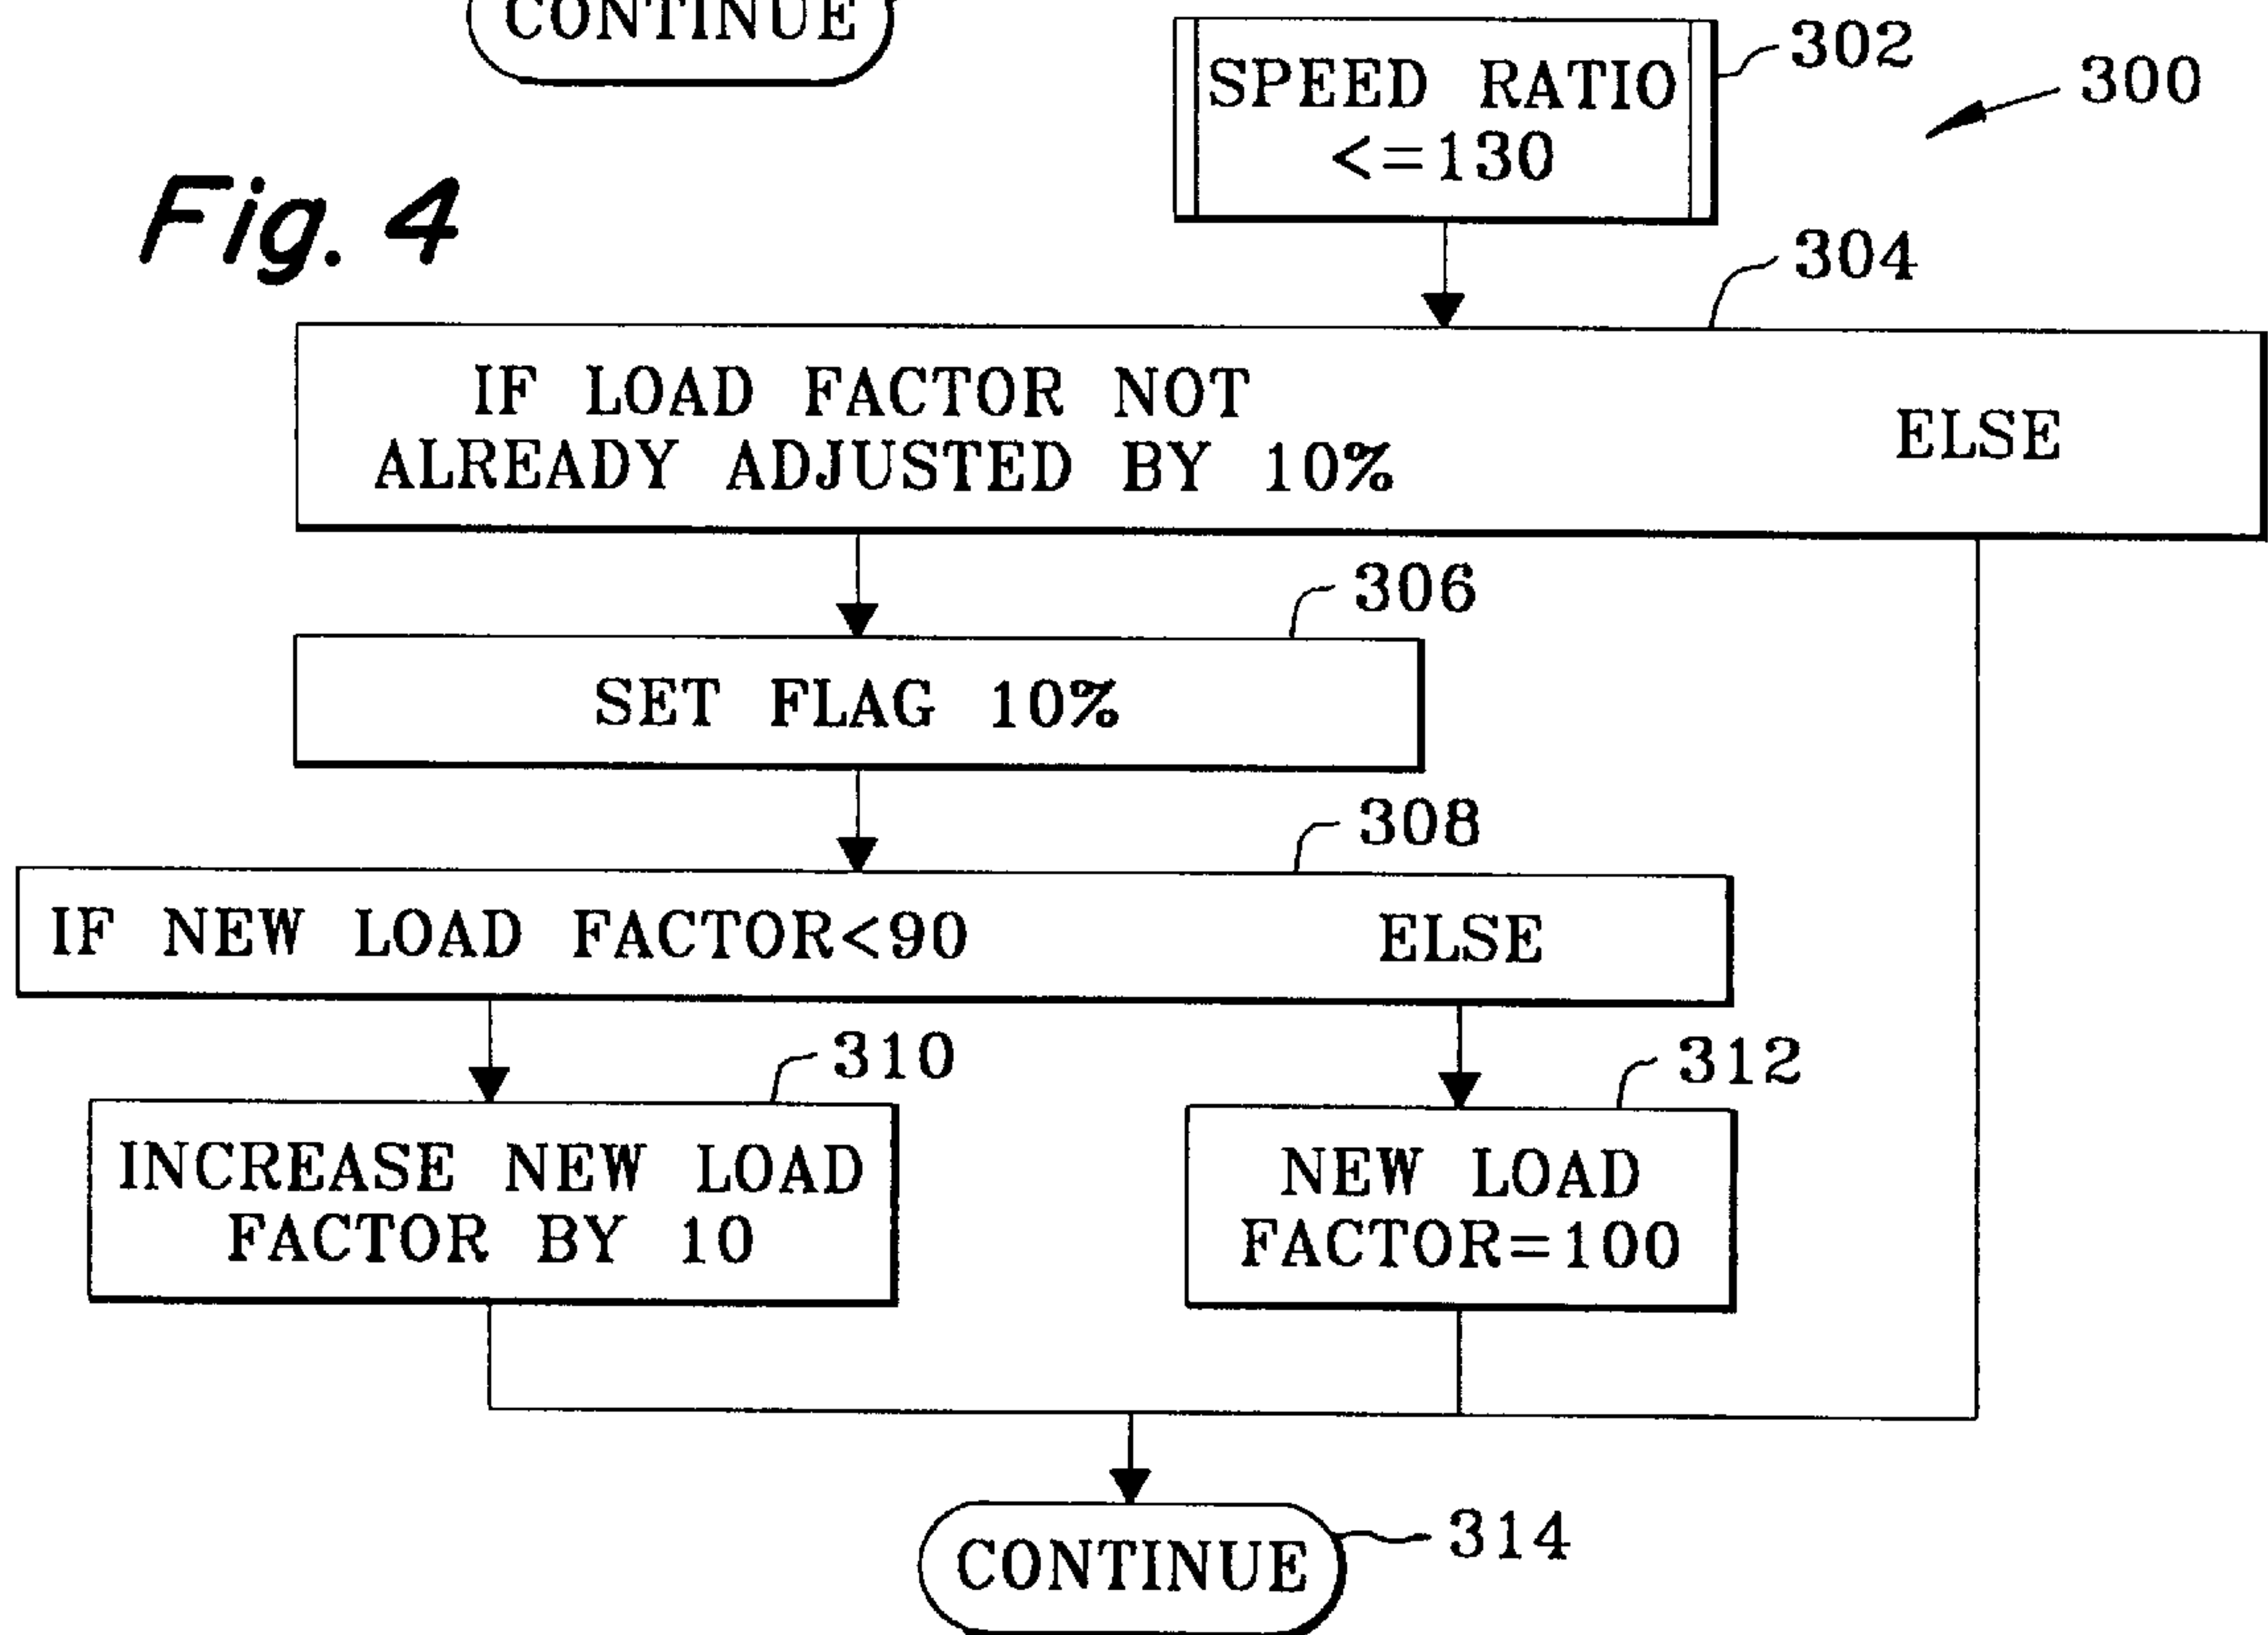 CONTINUE
SPEED RATIO
<=130
302
300
Fig. 4
304
IF LOAD FACTOR NOT
ALREADY ADJUSTED BY 10%
ELSE
306
SET FLAG 10%
308
IF NEW LOAD FACTOR<90
ELSE
310
312
INCREASE NEW LOAD
FACTOR BY 10
NEW LOAD
FACTOR=100
CONTINUE
314